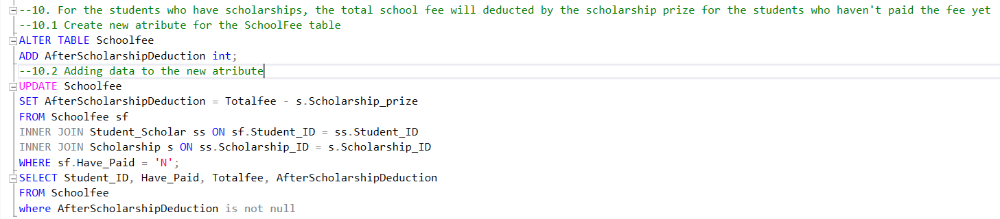 --10. For the students who have scholarships, the total school fee will deducted by the scholarship prize for the students who haven't paid the fee yet
--10.1 Create new atribute for the SchoolFee table
ALTER TABLE Schoolfee
ADD AfterScholarshipDeduction int;
--10.2 Adding data to the new atribute
UPDATE Schoolfee
SET AfterScholarshipDeduction = Totalfee - s.Scholarship_prize
FROM Schoolfee sf
INNER JOIN Student_Scholar ss ON sf.Student_ID = ss.Student_ID
INNER JOIN Scholarship s ON ss.Scholarship_ID = s.Scholarship_ID
WHERE sf.Have_Paid = 'N';
SELECT Student_ID, Have_Paid, Totalfee, AfterScholarshipDeduction
FROM Schoolfee
where AfterScholarshipDeduction is not null